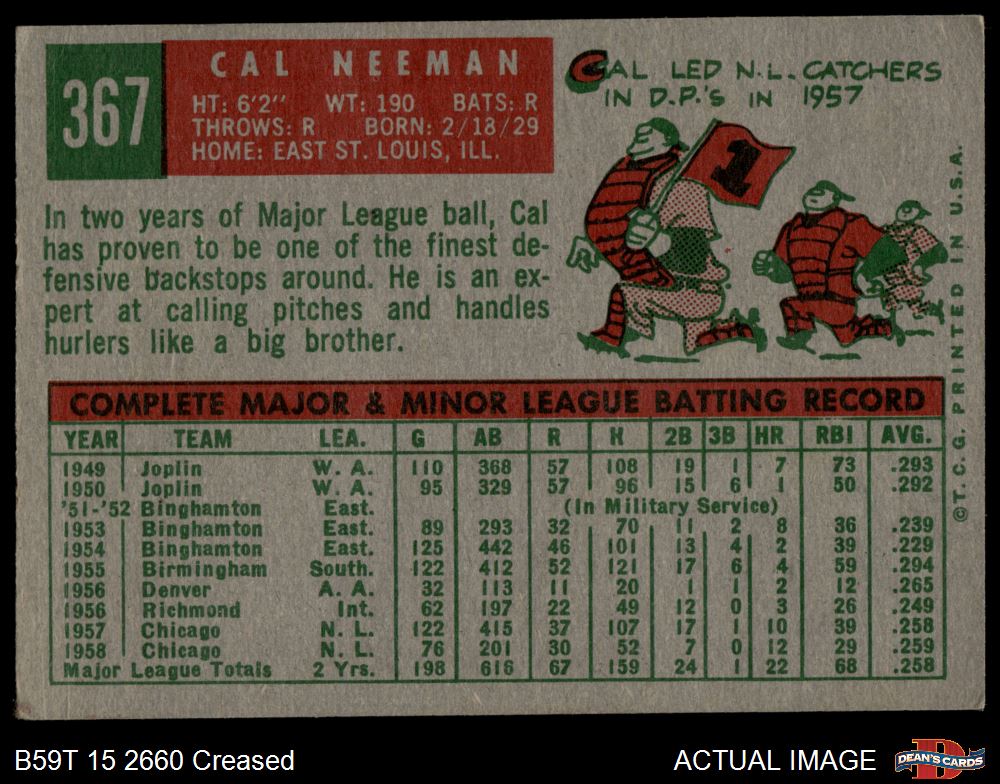 367
CAL NEEMAN
HT: 6'2" WT: 190 BATS: R
THROWS: R BORN: 2/18/29
HOME: EAST ST. LOUIS, ILL.
CAL LED N.L. CATCHERS
IN D.P.'S IN 1957
1
In two years of Major League ball, Cal
has proven to be one of the finest de-
fensive backstops around. He is an ex-
pert at calling pitches and handles
hurlers like a big brother.
COMPLETE MAJOR & MINOR LEAGUE BATTING RECORD
YEAR TEAM LEA. G AB R H 2B 3B HR RBI AVG.
1949 Joplin W. A. 110 368 57 108 19 1 7 73 .293
1950 Joplin W. A. 95 329 57 96 15 6 1 50 .292
'51-'52 Binghamton East. (In Military Service)
1953 Binghamton East. 89 293 32 70 11 2 8 36 .239
1954 Binghamton East. 125 442 46 101 13 4 2 39 .229
1955 Birmingham South. 122 412 52 121 17 6 4 59 .294
1956 Denver A. A. 32 113 11 20 1 1 2 12 .265
1956 Richmond Int. 62 197 22 49 12 0 3 26 .249
1957 Chicago N. L. 122 415 37 107 17 1 10 39 .258
1958 Chicago N. L. 76 201 30 52 7 0 12 29 .259
Major League Totals 2 Yrs. 198 616 67 159 24 1 22 68 .258
©T. C. G. PRINTED IN U.S.A.
B59T 15 2660 Creased
ACTUAL IMAGE
DEAN'S CARDS